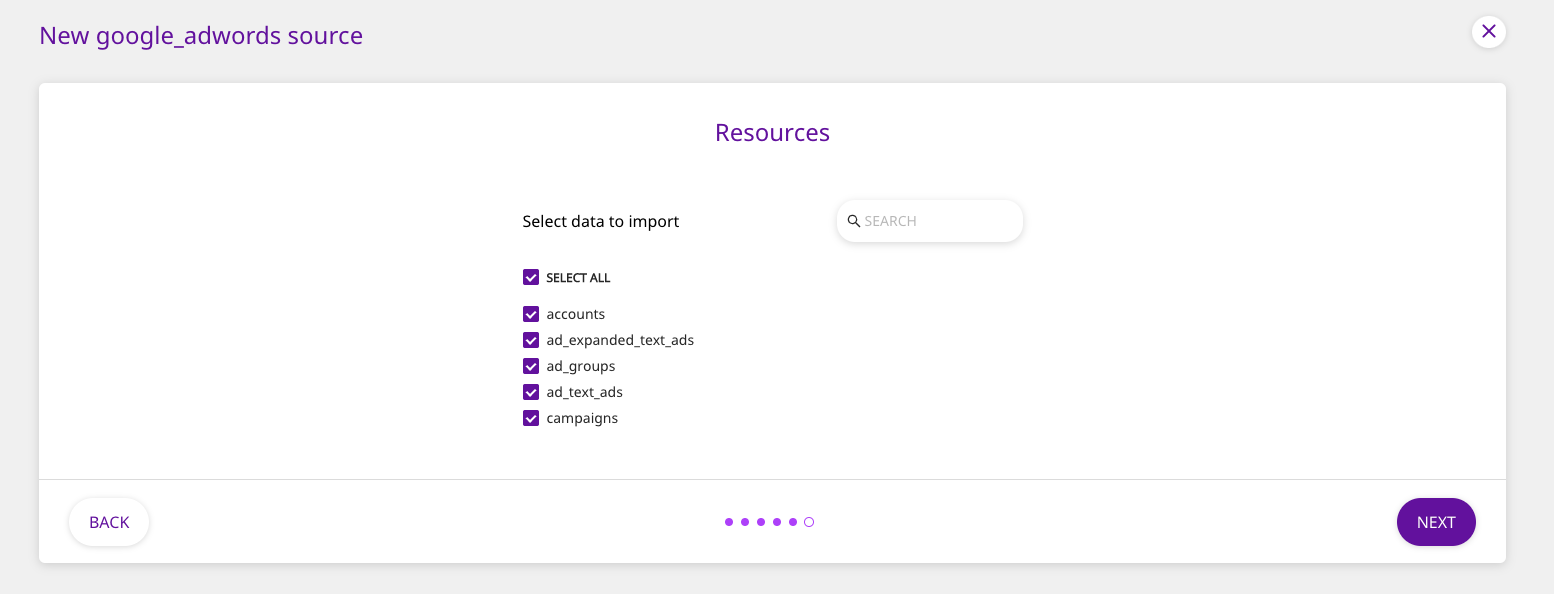 New google_adwords source
Resources
Select data to import
SEARCH
SELECT ALL
accounts
ad_expanded_text_ads
ad_groups
ad_text_ads
campaigns
BACK
NEXT